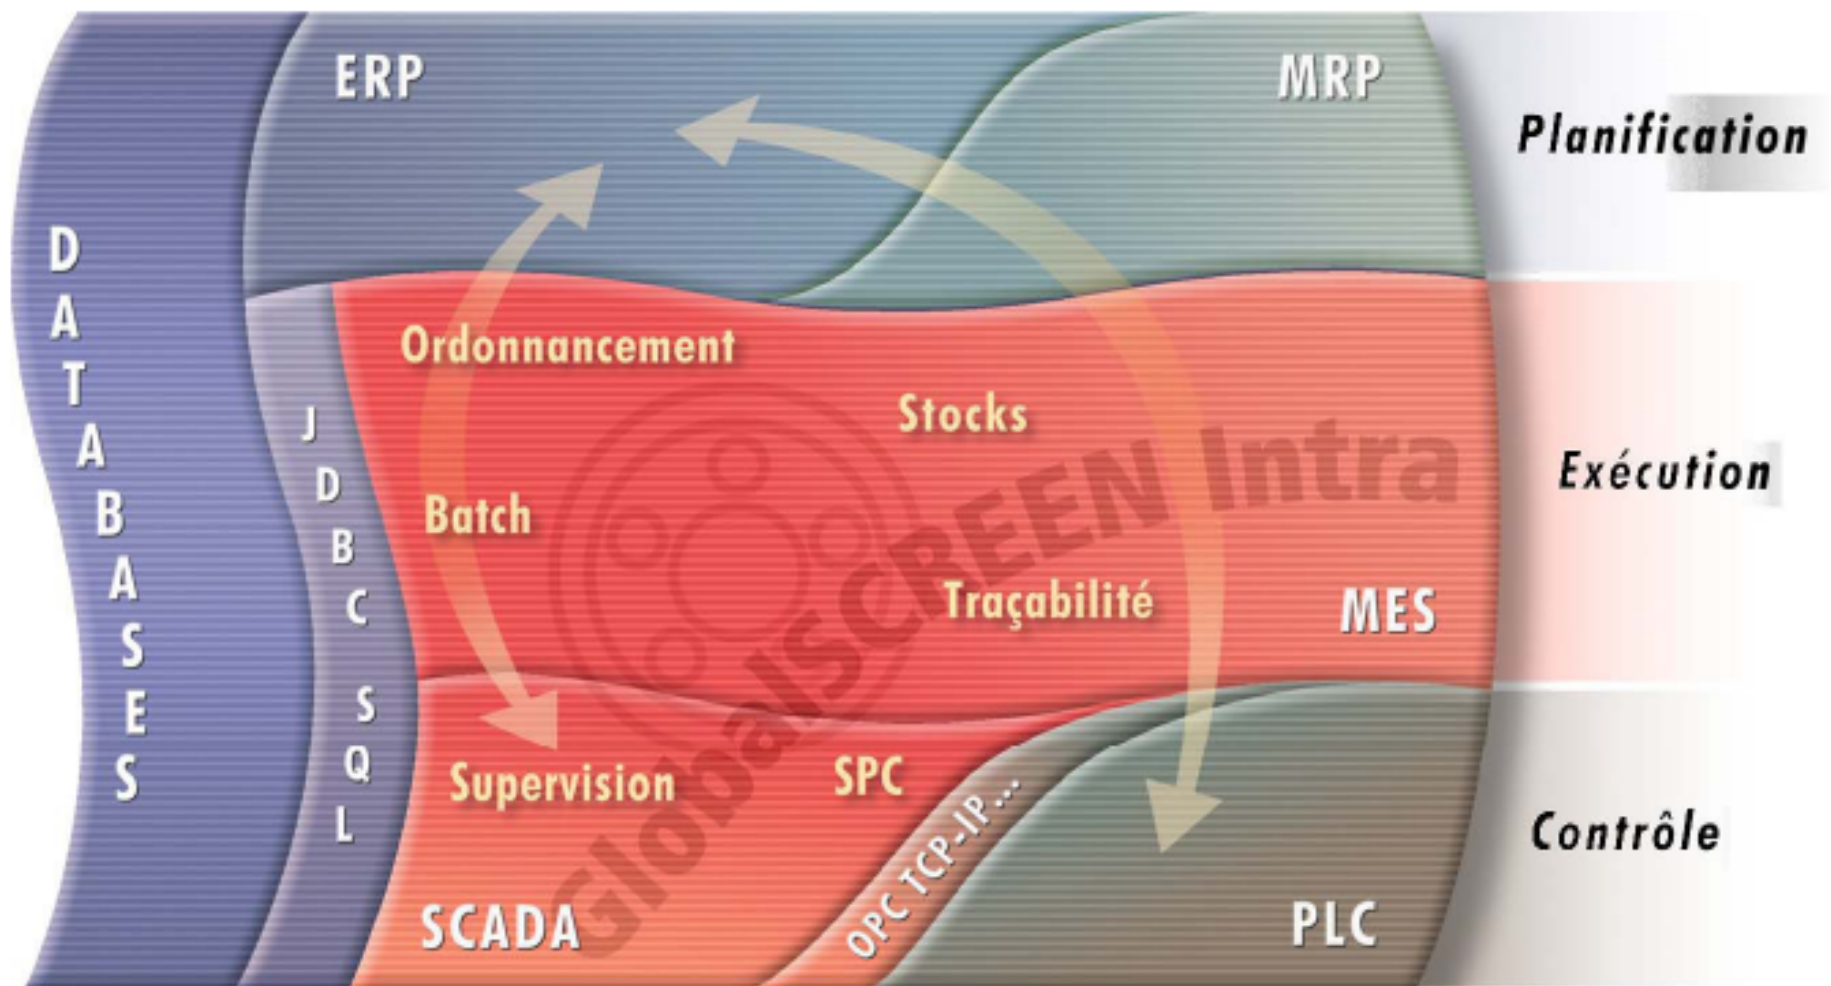 DATABASES
ERP
MRP
Planification
JDBC SQL
Ordonnancement
Stocks
Batch
Traçabilité
MES
Exécution
GlobalSCREEN Intra
Supervision
SPC
OPC TCP-IP...
SCADA
PLC
Contrôle